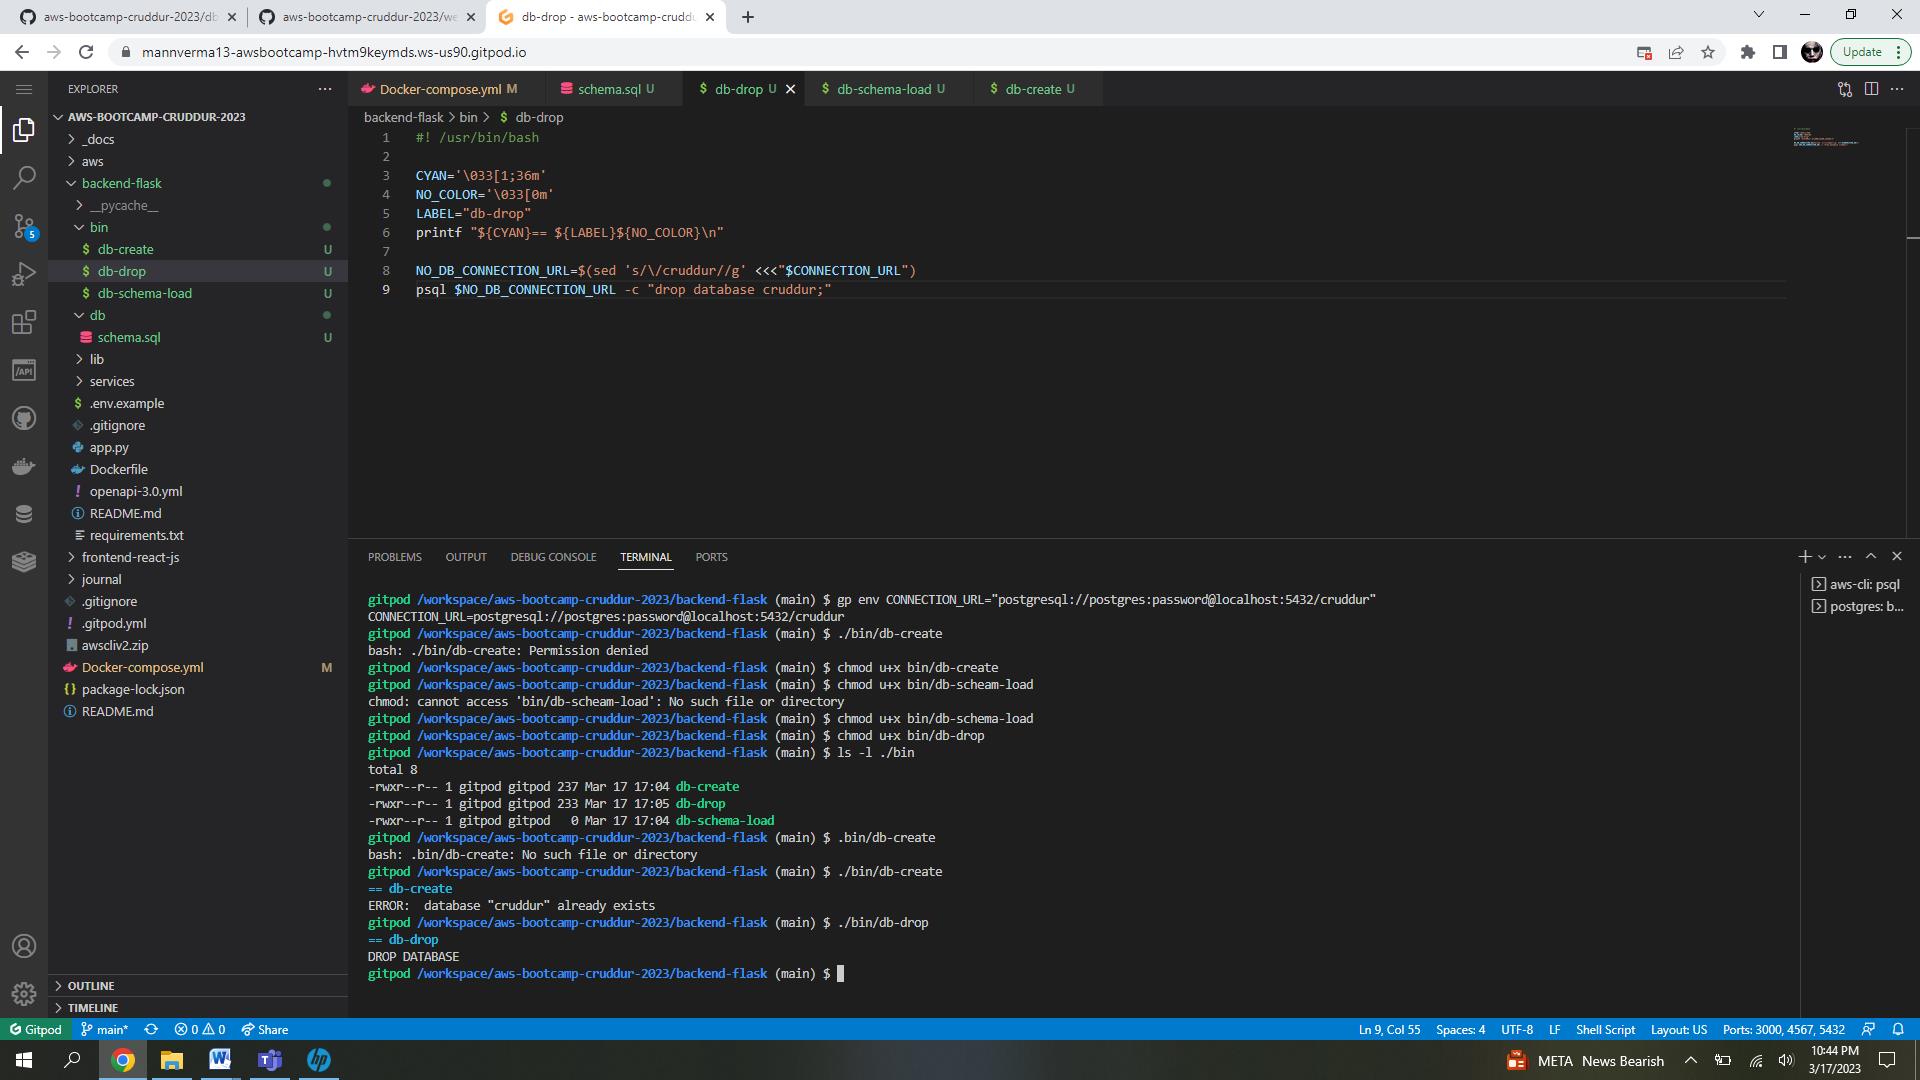 aws-bootcamp-cruddur-2023/db
aws-bootcamp-cruddur-2023/we
db-drop - aws-bootcamp-cruddu
mannverma13-awsbootcamp-hvtm9keymds.ws-us90.gitpod.io
Update
EXPLORER
AWS-BOOTCAMP-CRUDDUR-2023
_docs
aws
backend-flask
__pycache__
bin
db-create U
db-drop U
db-schema-load U
db
schema.sql U
lib
services
.env.example
.gitignore
app.py
Dockerfile
openapi-3.0.yml
README.md
requirements.txt
frontend-react-js
journal
.gitignore
.gitpod.yml
awscliv2.zip
Docker-compose.yml M
package-lock.json
README.md
OUTLINE
TIMELINE
5
/API
Docker-compose.yml M
schema.sql U
db-drop U
db-schema-load U
db-create U
backend-flask > bin > $ db-drop
1 #! /usr/bin/bash
2
3 CYAN='\033[1;36m'
4 NO_COLOR='\033[0m'
5 LABEL="db-drop"
6 printf "${CYAN}== ${LABEL}${NO_COLOR}\n"
7
8 NO_DB_CONNECTION_URL=$(sed 's/\/cruddur//g' <<<"$CONNECTION_URL")
9 psql $NO_DB_CONNECTION_URL -c "drop database cruddur;"
PROBLEMS OUTPUT DEBUG CONSOLE TERMINAL PORTS
gitpod /workspace/aws-bootcamp-cruddur-2023/backend-flask (main) $ gp env CONNECTION_URL="postgresql://postgres:password@localhost:5432/cruddur"
CONNECTION_URL=postgresql://postgres:password@localhost:5432/cruddur
gitpod /workspace/aws-bootcamp-cruddur-2023/backend-flask (main) $ ./bin/db-create
bash: ./bin/db-create: Permission denied
gitpod /workspace/aws-bootcamp-cruddur-2023/backend-flask (main) $ chmod u+x bin/db-create
gitpod /workspace/aws-bootcamp-cruddur-2023/backend-flask (main) $ chmod u+x bin/db-scheam-load
chmod: cannot access 'bin/db-scheam-load': No such file or directory
gitpod /workspace/aws-bootcamp-cruddur-2023/backend-flask (main) $ chmod u+x bin/db-schema-load
gitpod /workspace/aws-bootcamp-cruddur-2023/backend-flask (main) $ chmod u+x bin/db-drop
gitpod /workspace/aws-bootcamp-cruddur-2023/backend-flask (main) $ ls -l ./bin
total 8
-rwxr--r-- 1 gitpod gitpod 237 Mar 17 17:04 db-create
-rwxr--r-- 1 gitpod gitpod 233 Mar 17 17:05 db-drop
-rwxr--r-- 1 gitpod gitpod 0 Mar 17 17:04 db-schema-load
gitpod /workspace/aws-bootcamp-cruddur-2023/backend-flask (main) $ .bin/db-create
bash: .bin/db-create: No such file or directory
gitpod /workspace/aws-bootcamp-cruddur-2023/backend-flask (main) $ ./bin/db-create
== db-create
ERROR: database "cruddur" already exists
gitpod /workspace/aws-bootcamp-cruddur-2023/backend-flask (main) $ ./bin/db-drop
== db-drop
DROP DATABASE
gitpod /workspace/aws-bootcamp-cruddur-2023/backend-flask (main) $
aws-cli: psql
postgres: b...
Gitpod main* 0 0 Share
Ln 9, Col 55 Spaces: 4 UTF-8 LF Shell Script Layout: US Ports: 3000, 4567, 5432
META News Bearish
10:44 PM
3/17/2023